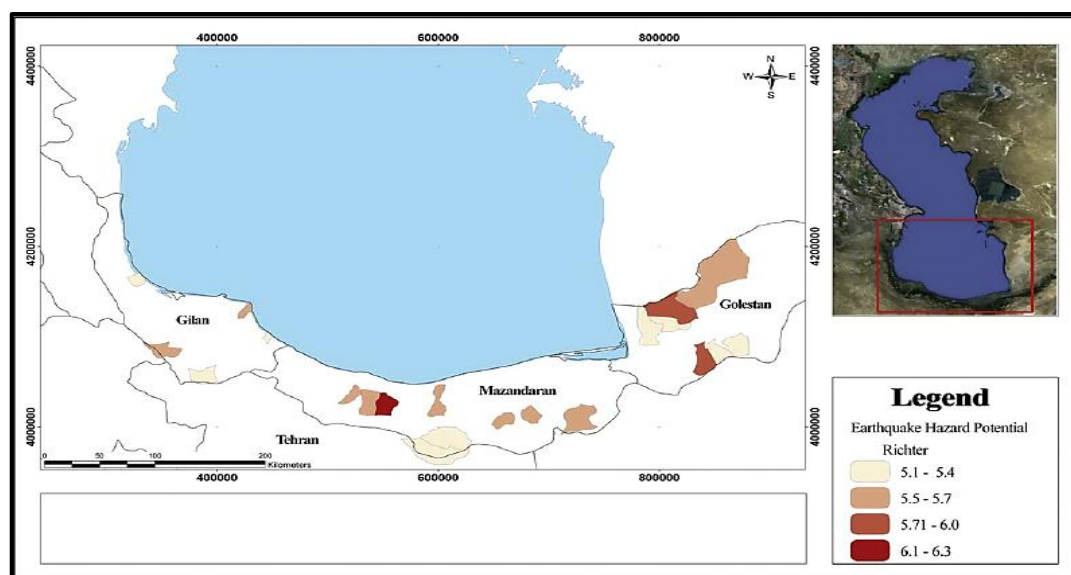 400000 600000 800000
4400000 4400000
N
W E
S
4200000 4200000
Golestan
Gilan
Mazandaran
4000000 4000000
Tehran
0 50 100 200
Kilometers
400000 600000 800000
Legend
Earthquake Hazard Potential
Richter
5.1 - 5.4
5.5 - 5.7
5.71 - 6.0
6.1 - 6.3